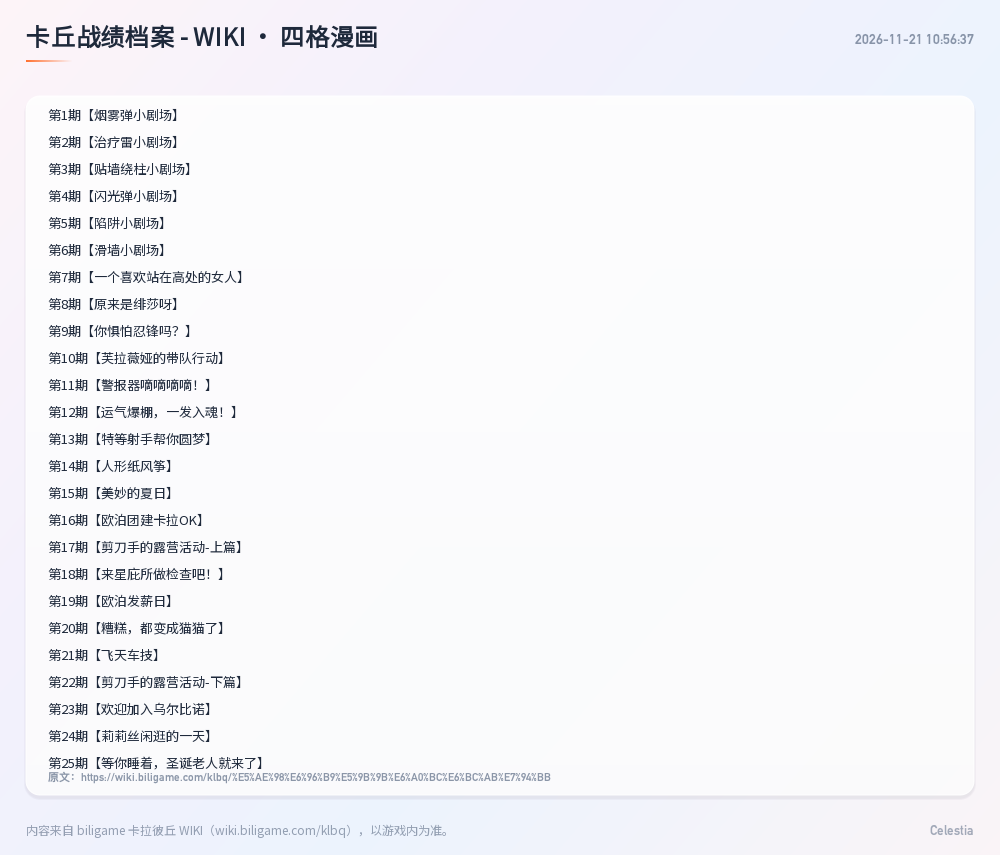 卡丘战绩档案 - WIKI · 四格漫画
2026-11-21 10:56:37
第1期【烟雾弹小剧场】
第2期【治疗雷小剧场】
第3期【贴墙绕柱小剧场】
第4期【闪光弹小剧场】
第5期【陷阱小剧场】
第6期【滑墙小剧场】
第7期【一个喜欢站在高处的女人】
第8期【原来是绯莎呀】
第9期【你惧怕忍锋吗？】
第10期【芙拉薇娅的带队行动】
第11期【警报器嘀嘀嘀嘀！】
第12期【运气爆棚，一发入魂！】
第13期【特等射手帮你圆梦】
第14期【人形纸风筝】
第15期【美妙的夏日】
第16期【欧泊团建卡拉OK】
第17期【剪刀手的露营活动-上篇】
第18期【来星庇所做检查吧！】
第19期【欧泊发薪日】
第20期【糟糕，都变成猫猫了】
第21期【飞天车技】
第22期【剪刀手的露营活动-下篇】
第23期【欢迎加入乌尔比诺】
第24期【莉莉丝闲逛的一天】
第25期【等你睡着，圣诞老人就来了】
原文：https://wiki.biligame.com/klbq/%E5%AE%98%E6%96%B9%E5%9B%9B%E6%A0%BC%E6%BC%AB%E7%94%BB
内容来自 biligame 卡拉彼丘 WIKI（wiki.biligame.com/klbq），以游戏内为准。
Celestia